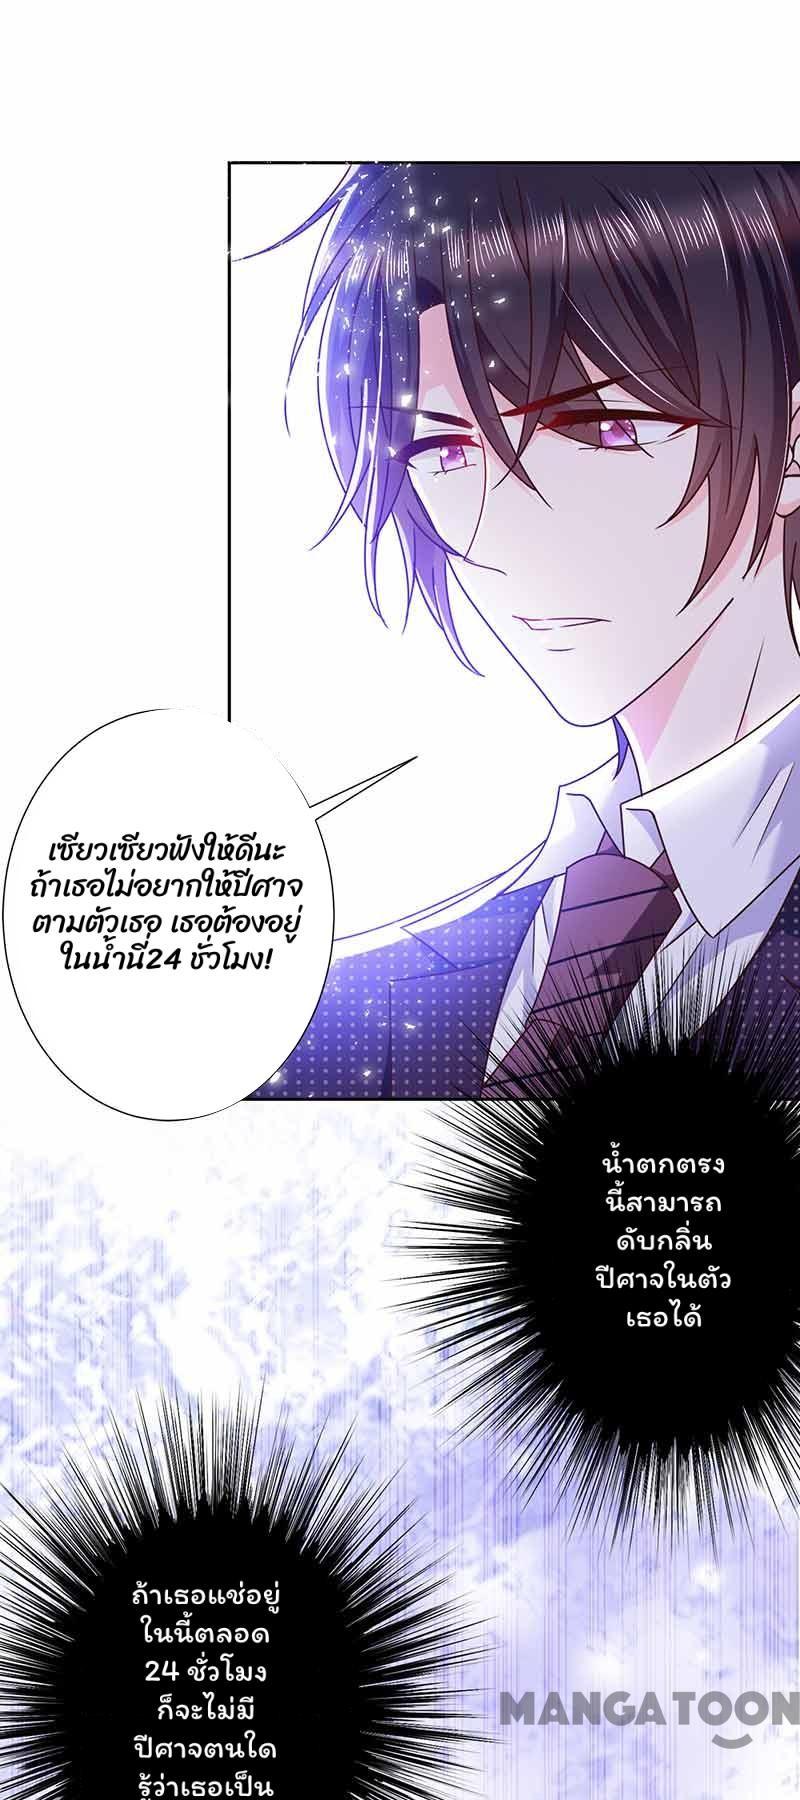 เซียวเซียวฟังให้ดีนะ
ถ้าเธอไม่อยากให้ปีศาจ
ตามตัวเธอ เธอต้องอยู่
ในน้ำนี่24 ชั่วโมง!
น้ำตกตรง
นี้สามารถ
ดับกลิ่น
ปีศาจในตัว
เธอได้
ถ้าเธอแช่อยู่
ในนี้ตลอด
24 ชั่วโมง
ก็จะไม่มี
ปีศาจตนใด
รู้ว่าเธอเป็น
MANGATOON